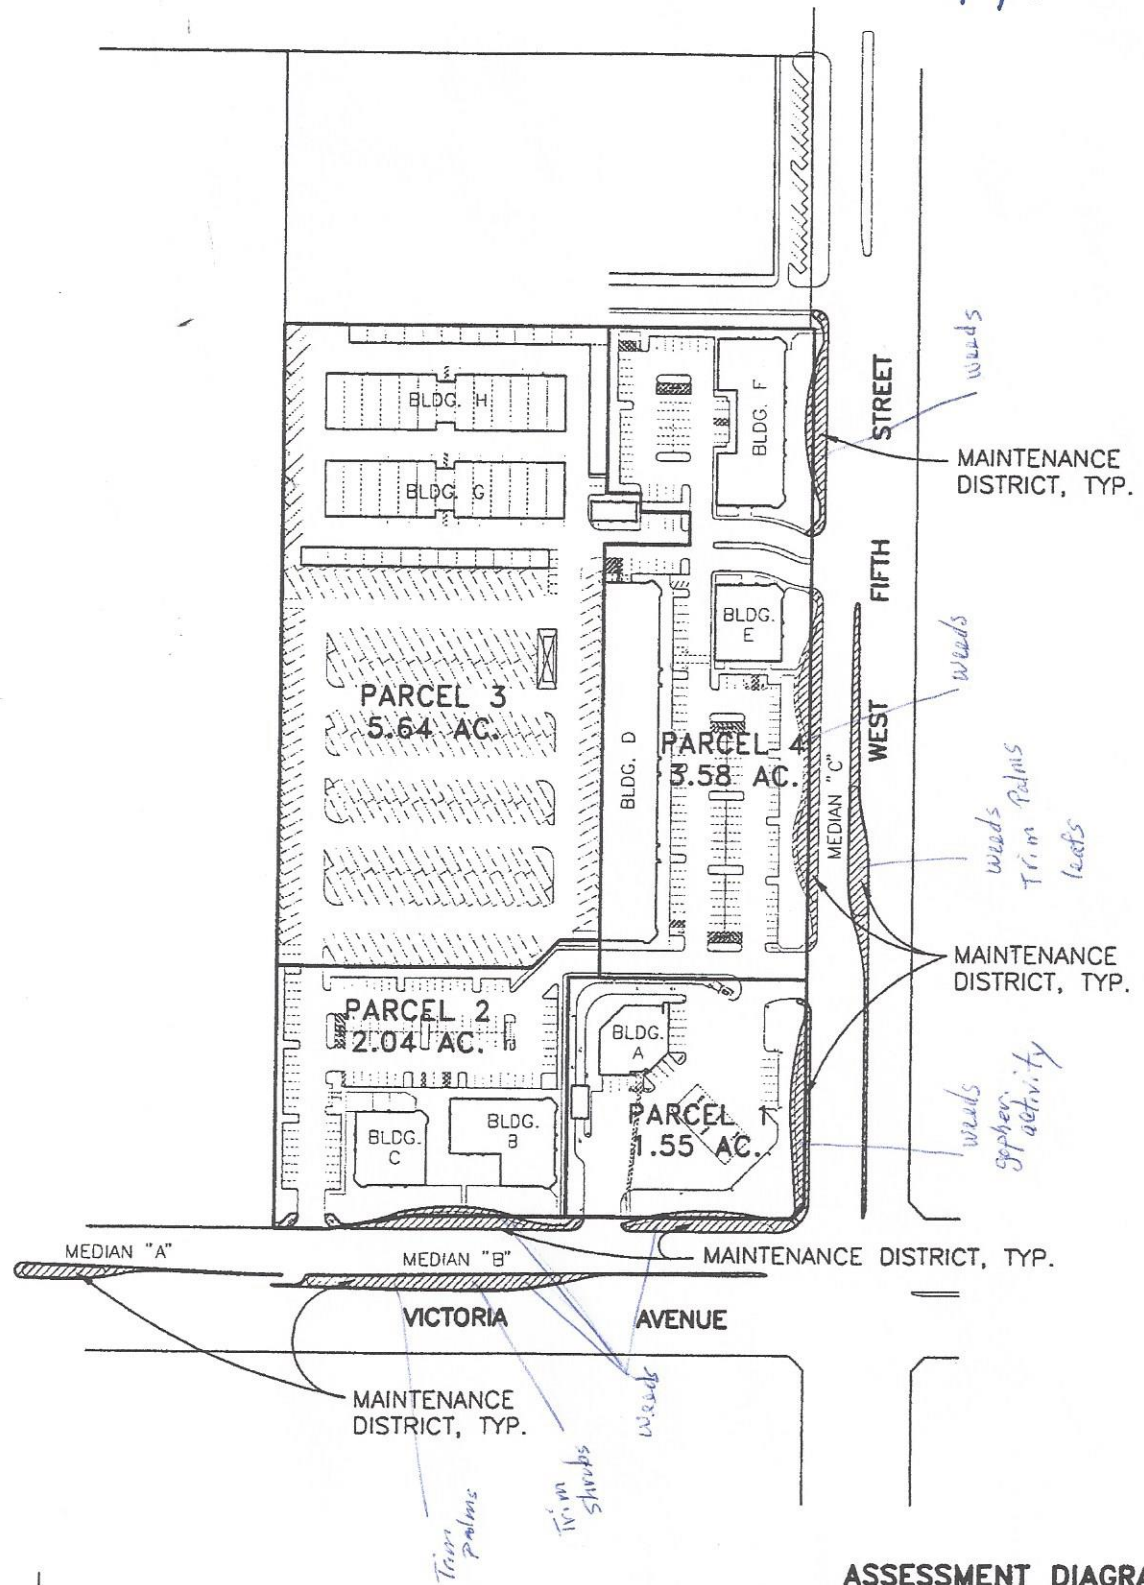 BLDG. H
BLDG. G
BLDG. F
STREET
weeds
MAINTENANCE
DISTRICT, TYP.
FIFTH
BLDG.
E
weeds
WEST
PARCEL 3
5.64 AC.
BLDG. D
PARCEL 4
3.58 AC.
MEDIAN "C"
weeds
Trim Palms
leafs
MAINTENANCE
DISTRICT, TYP.
PARCEL 2
2.04 AC.
BLDG.
A
PARCEL 1
1.55 AC.
weeds
gopher
activity
BLDG.
C
BLDG.
B
MEDIAN "A"
MEDIAN "B"
MAINTENANCE DISTRICT, TYP.
VICTORIA AVENUE
MAINTENANCE
DISTRICT, TYP.
weeds
Trim
Shrubs
Trim
Palms
ASSESSMENT DIAGRA